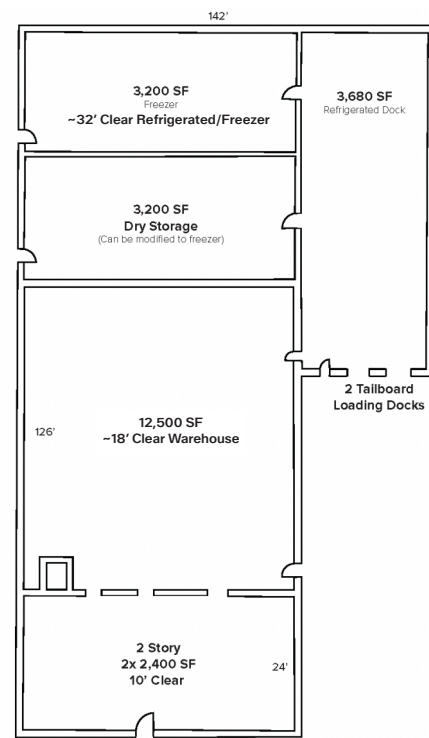 142'
3,200 SF
Freezer
~32' Clear Refrigerated/Freezer
3,680 SF
Refrigerated Dock
3,200 SF
Dry Storage
(Can be modified to freezer)
2 Tailboard
Loading Docks
12,500 SF
~18' Clear Warehouse
126'
2 Story
2x 2,400 SF
10' Clear
24'